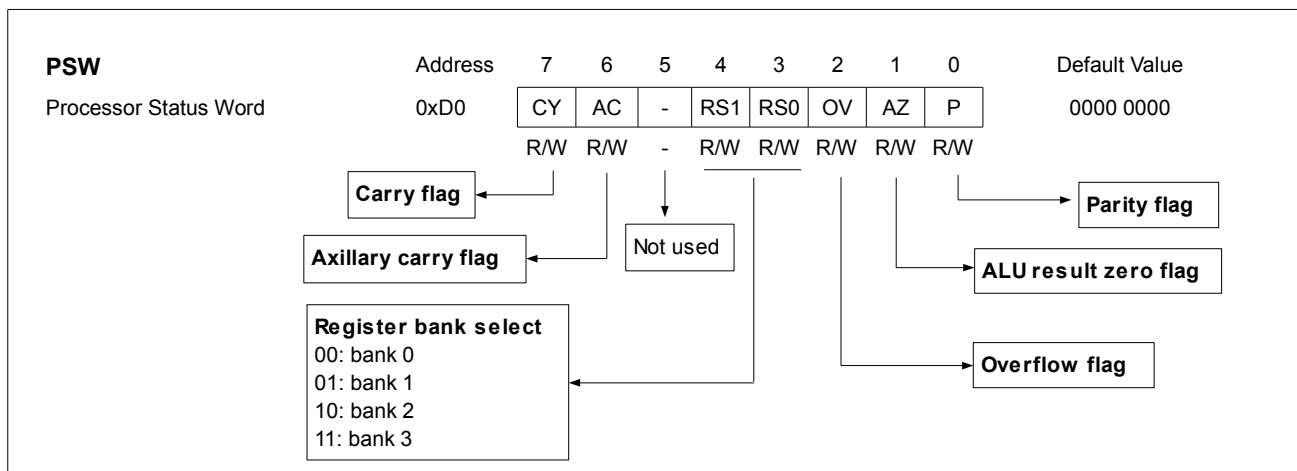 PSW Address 7 6 5 4 3 2 1 0 Default Value
Processor Status Word 0xD0 CY AC - RS1 RS0 OV AZ P 0000 0000
R/W R/W - R/W R/W R/W R/W R/W
Carry flag
Parity flag
Axillary carry flag
Not used
ALU result zero flag
Register bank select
00: bank 0
01: bank 1
10: bank 2
11: bank 3
Overflow flag